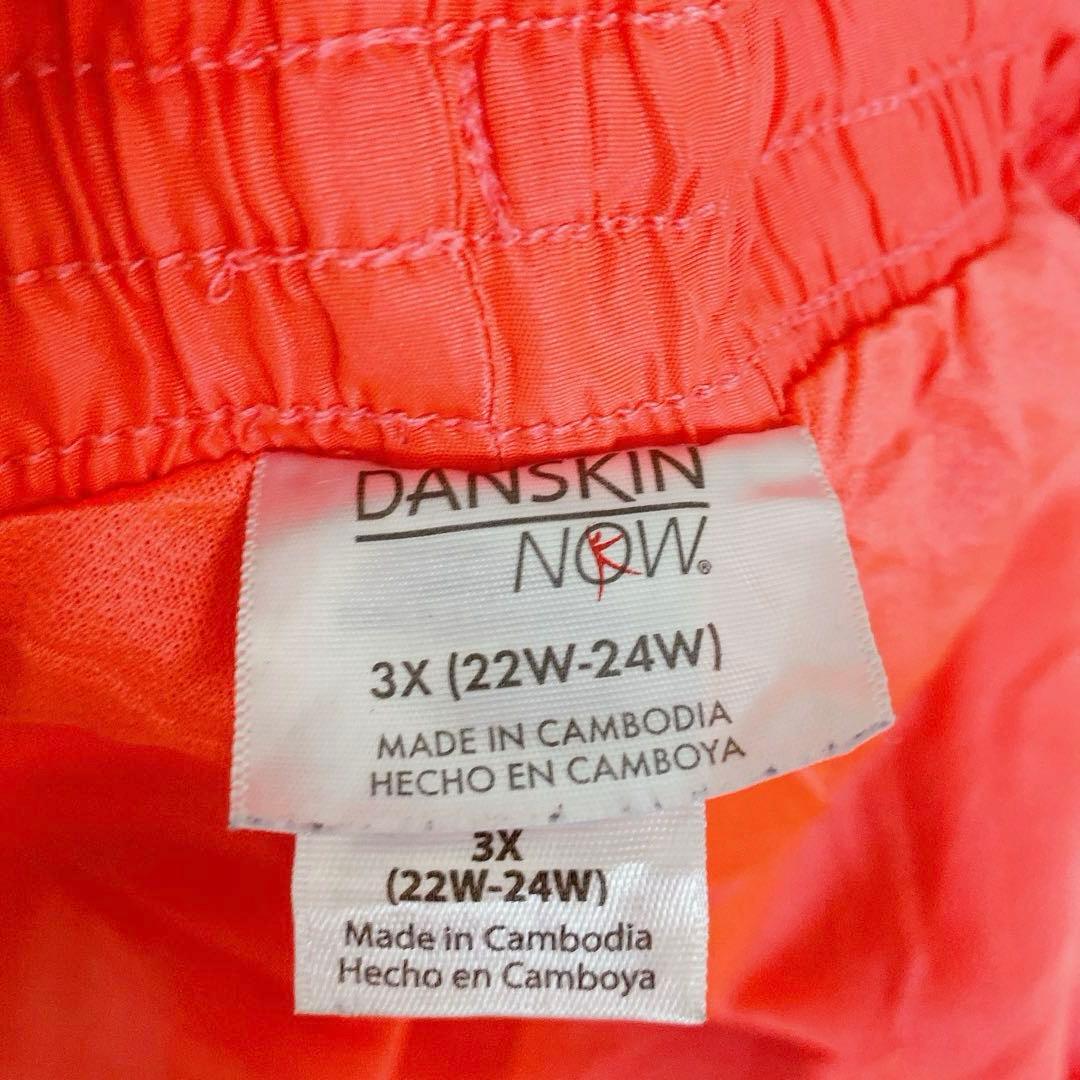 DANSKIN
NOW®
3X (22W-24W)
MADE IN CAMBODIA
HECHO EN CAMBOYA
3X
(22W-24W)
Made in Cambodia
Hecho en Camboya